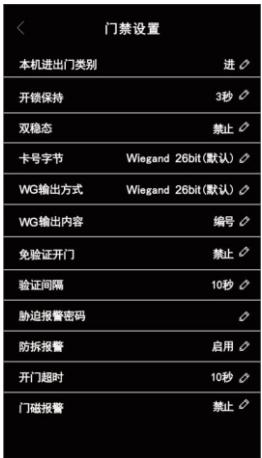 门禁设置
本机进出门类别 进
开锁保持 3秒
双稳态 禁止
卡号字节 Wiegand 26bit(默认)
WG输出方式 Wiegand 26bit(默认)
WG输出内容 编号
免验证开门 禁止
验证间隔 10秒
胁迫报警密码
防拆报警 启用
开门超时 10秒
门磁报警 禁止